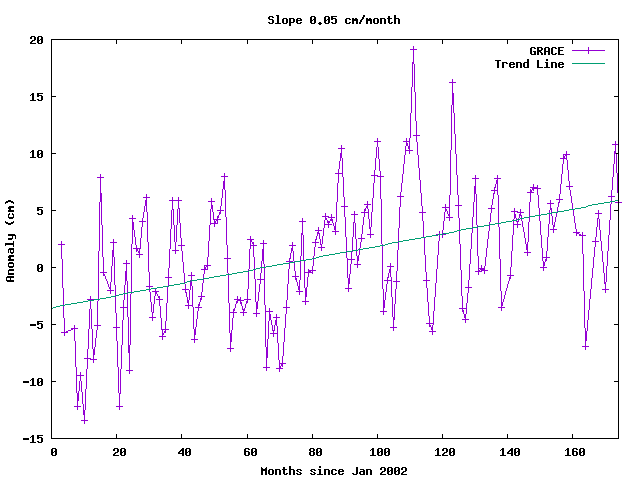 Slope 0.05 cm/month
20
15
10
5
0
-5
-10
-15
Anomaly (cm)
GRACE
Trend Line
0 20 40 60 80 100 120 140 160
Months since Jan 2002